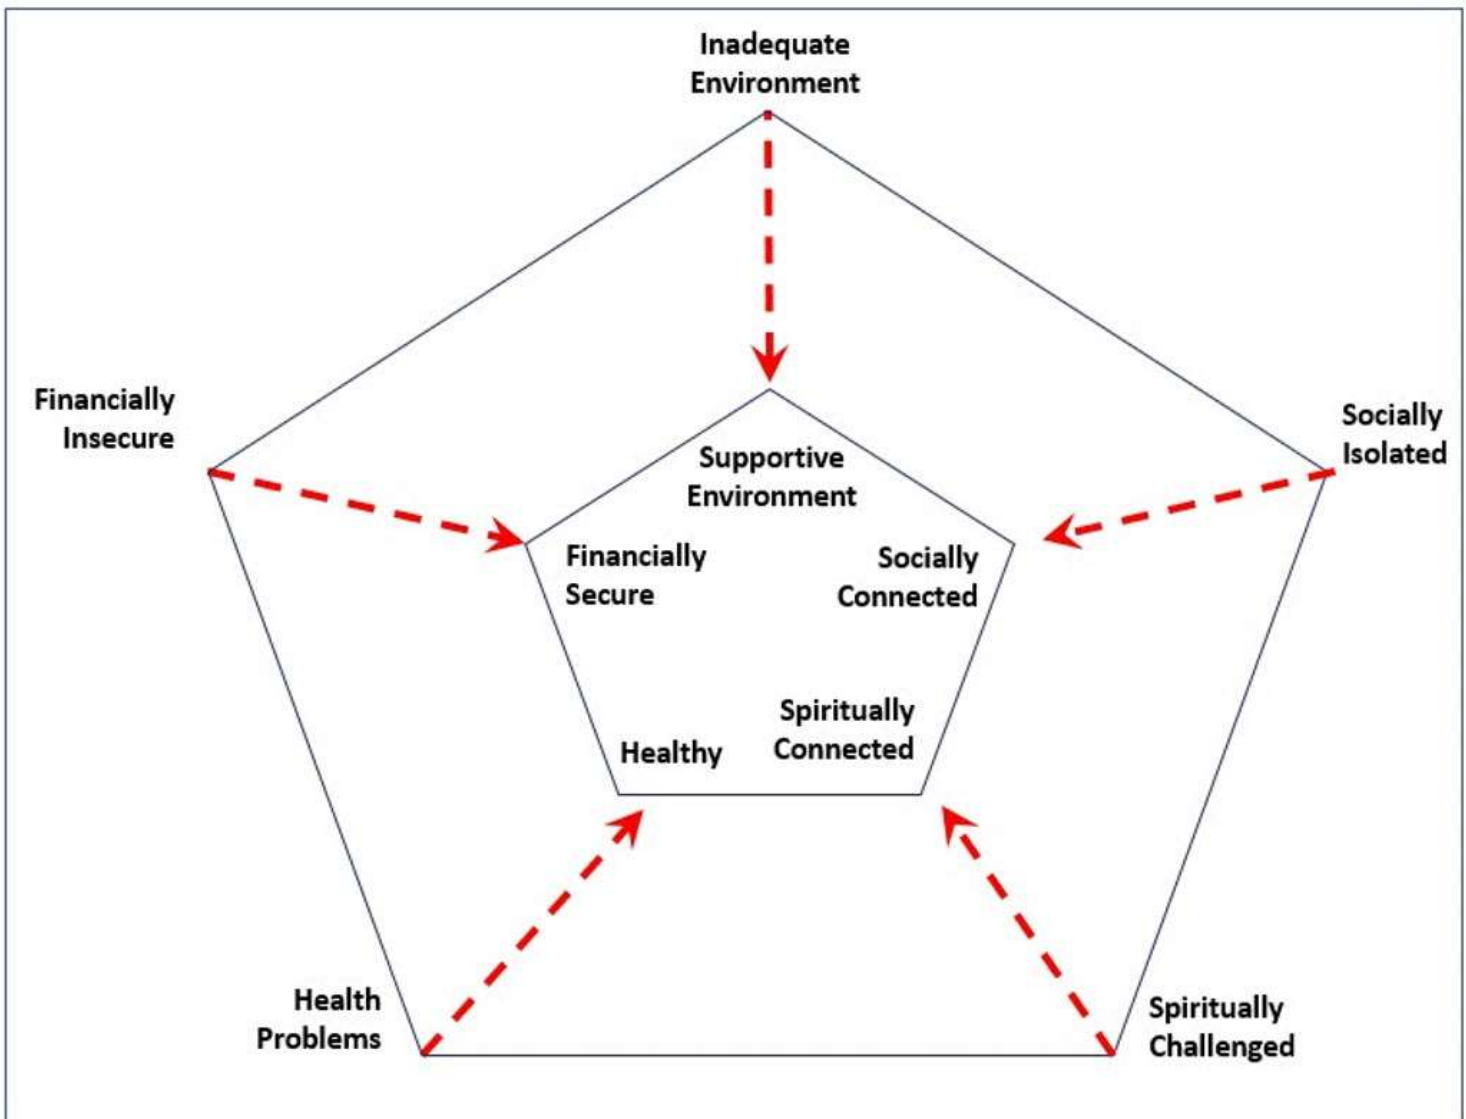 Inadequate
Environment
Financially
Insecure
Socially
Isolated
Supportive
Environment
Financially
Secure
Socially
Connected
Spiritually
Connected
Healthy
Health
Problems
Spiritually
Challenged